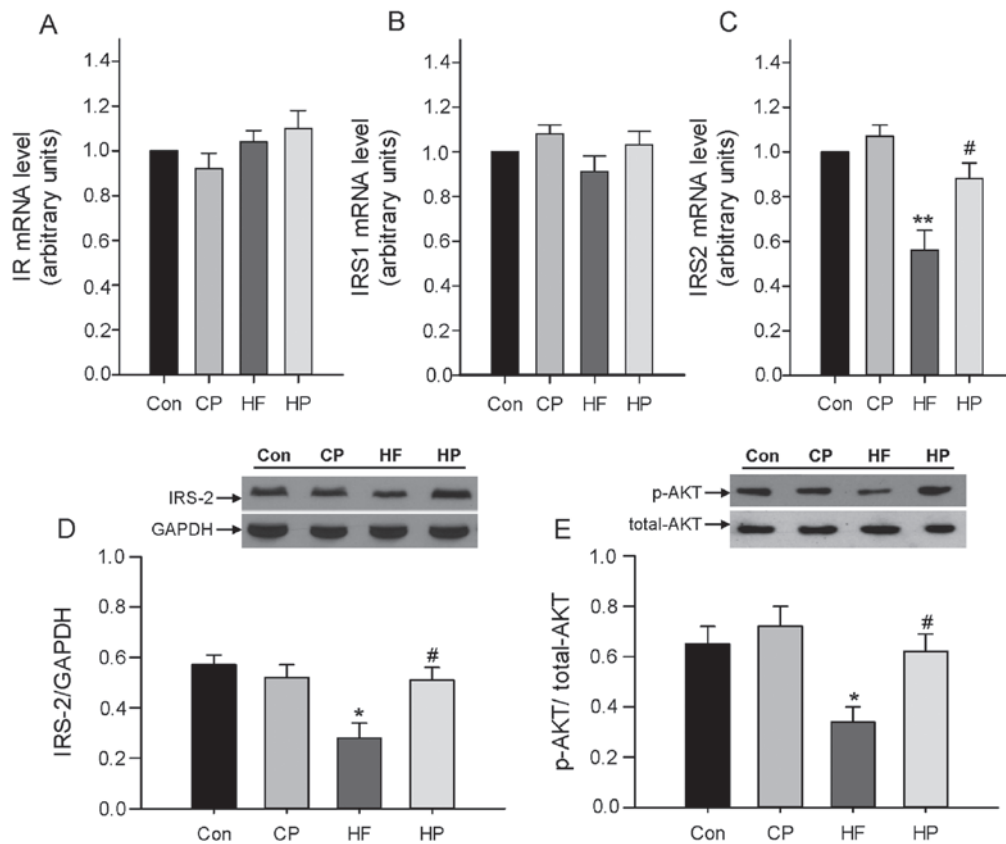 A
IR mRNA level
(arbitrary units)
1.4
1.2
1.0
0.8
0.6
0.4
0.2
0.0
Con CP HF HP
B
IRS1 mRNA level
(arbitrary units)
1.4
1.2
1.0
0.8
0.6
0.4
0.2
0.0
Con CP HF HP
C
IRS2 mRNA level
(arbitrary units)
1.4
1.2
1.0
0.8
0.6
0.4
0.2
0.0
**
#
Con CP HF HP
Con CP HF HP
IRS-2
GAPDH
D
IRS-2/GAPDH
1.0
0.8
0.6
0.4
0.2
0.0
*
#
Con CP HF HP
Con CP HF HP
p-AKT
total-AKT
E
p-AKT/ total-AKT
1.0
0.8
0.6
0.4
0.2
0.0
*
#
Con CP HF HP